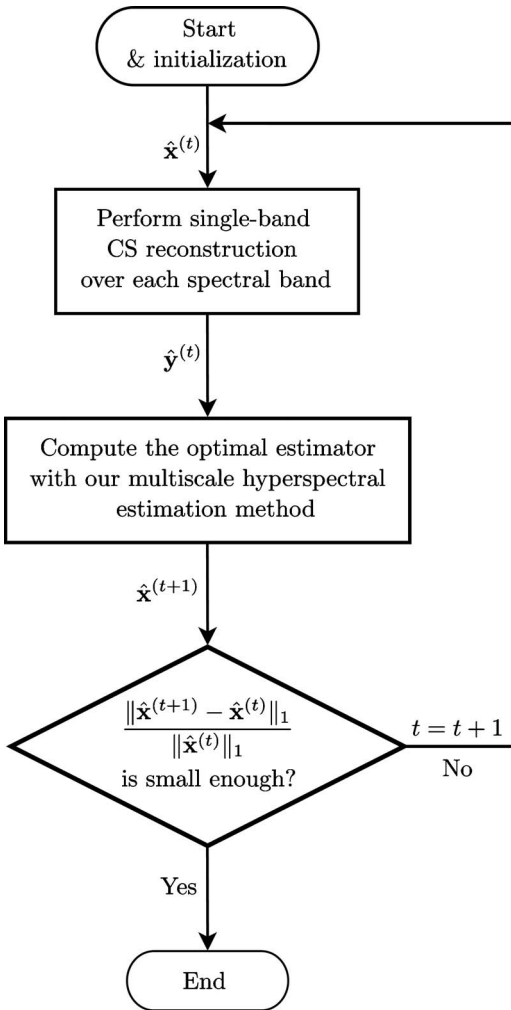 Start
& initialization
x̂^(t)
Perform single-band
CS reconstruction
over each spectral band
ŷ^(t)
Compute the optimal estimator
with our multiscale hyperspectral
estimation method
x̂^(t+1)
‖x̂^(t+1) − x̂^(t)‖₁
‖x̂^(t)‖₁
is small enough?
t = t + 1
No
Yes
End